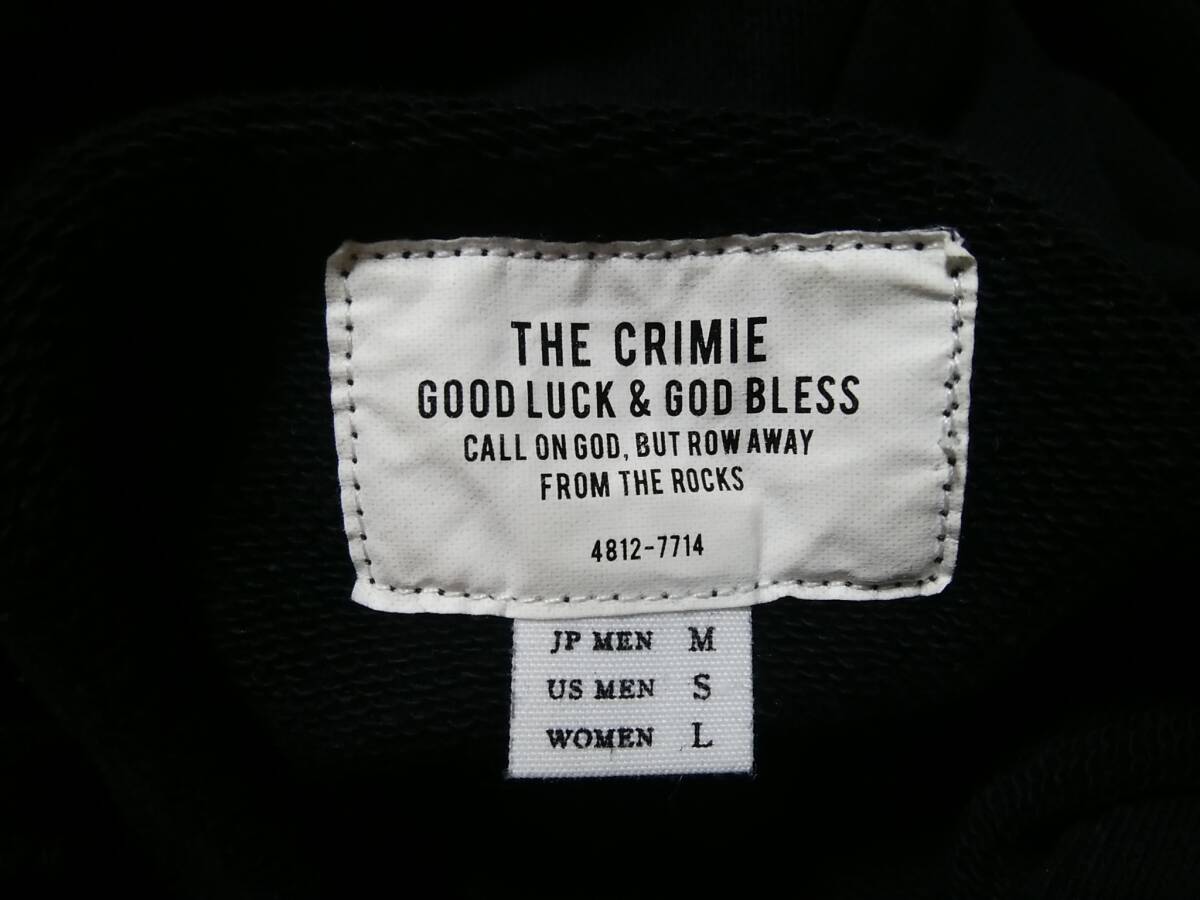 THE CRIMIE
GOOD LUCK & GOD BLESS
CALL ON GOD, BUT ROW AWAY
FROM THE ROCKS
4812-7714
JP MEN M
US MEN S
WOMEN L